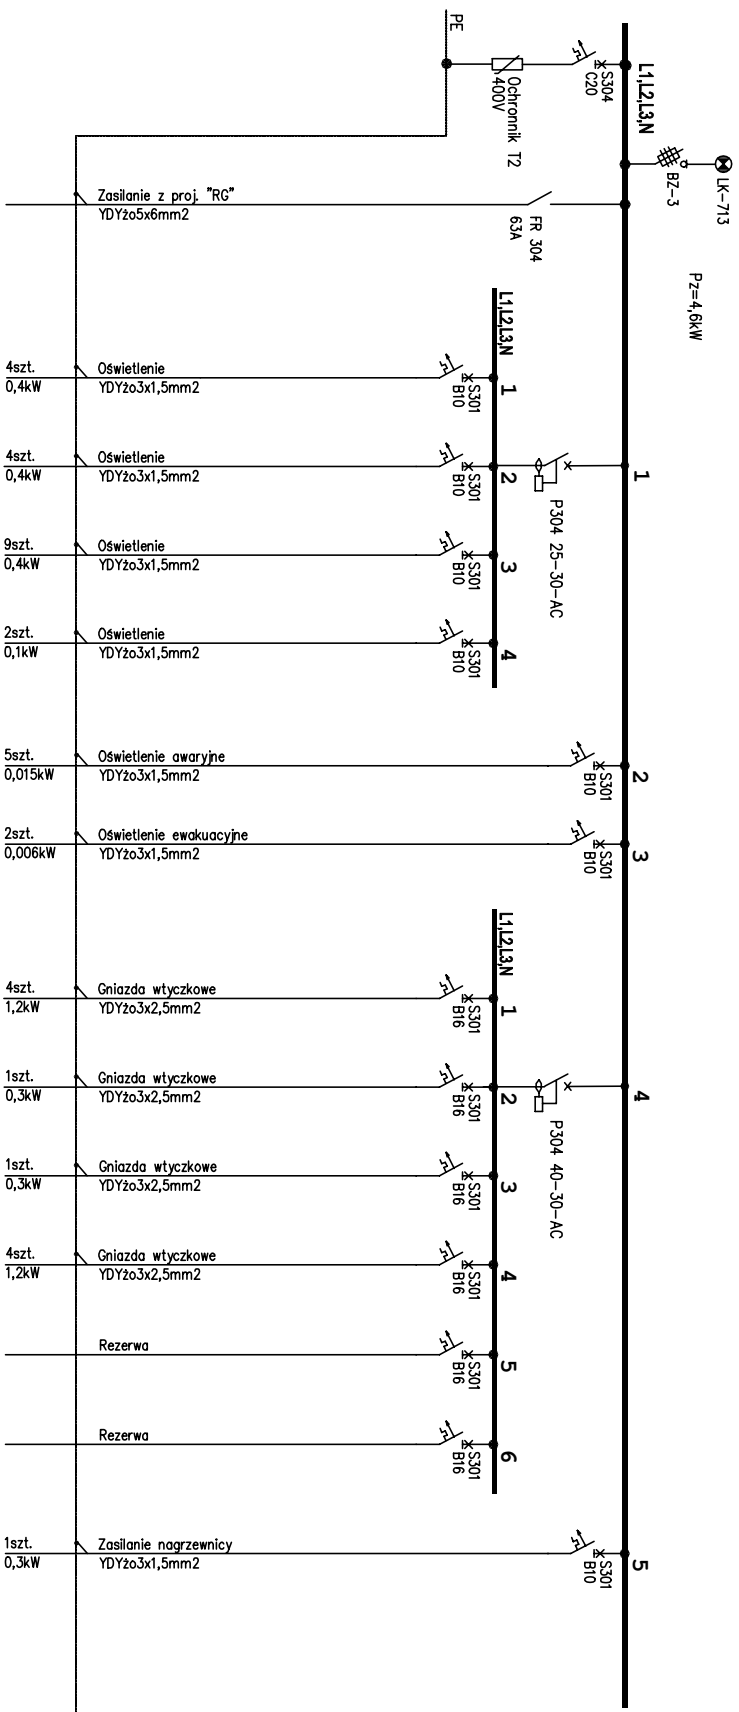 PE
Ochronnik T2
400V
S304
C20
L1,L2,L3,N
BZ-3
LK-713
Pz=4,6kW
Zasilanie z proj. "RG"
YDYżo5x6mm2
FR 304
63A
L1,L2,L3,N
4szt.
0,4kW
Oświetlenie
YDYżo3x1,5mm2
S301
B10
1
4szt.
0,4kW
Oświetlenie
YDYżo3x1,5mm2
S301
B10
2
P304 25-30-AC
1
9szt.
0,4kW
Oświetlenie
YDYżo3x1,5mm2
S301
B10
3
2szt.
0,1kW
Oświetlenie
YDYżo3x1,5mm2
S301
B10
4
5szt.
0,015kW
Oświetlenie awaryjne
YDYżo3x1,5mm2
S301
B10
2
2szt.
0,006kW
Oświetlenie ewakuacyjne
YDYżo3x1,5mm2
S301
B10
3
L1,L2,L3,N
4szt.
1,2kW
Gniazda wtyczkowe
YDYżo3x2,5mm2
S301
B16
1
1szt.
0,3kW
Gniazda wtyczkowe
YDYżo3x2,5mm2
S301
B16
2
P304 40-30-AC
4
1szt.
0,3kW
Gniazda wtyczkowe
YDYżo3x2,5mm2
S301
B16
3
4szt.
1,2kW
Gniazda wtyczkowe
YDYżo3x2,5mm2
S301
B16
4
Rezerwa
S301
B16
5
Rezerwa
S301
B16
6
1szt.
0,3kW
Zasilanie nagrzewnicy
YDYżo3x1,5mm2
S301
B10
5